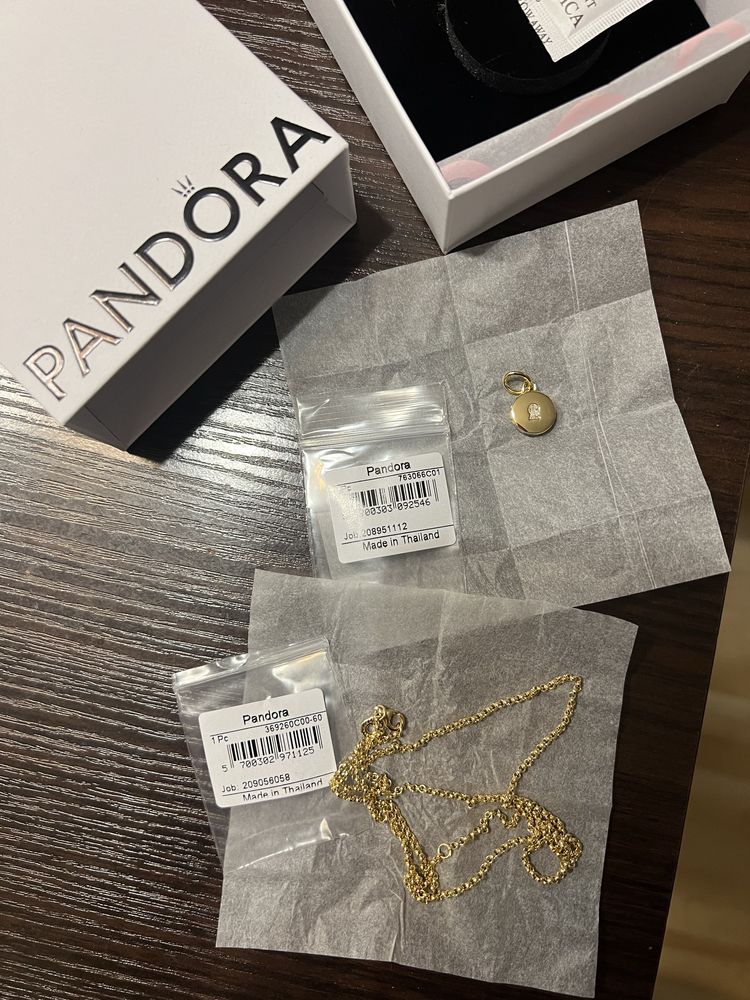 PANDORA
ICA
Pandora
763066C01
700303 092546
Job 208951112
Made in Thailand
Pandora
1 Pc 369260C00-60
5 700302 971125
Job: 209056058
Made in Thailand